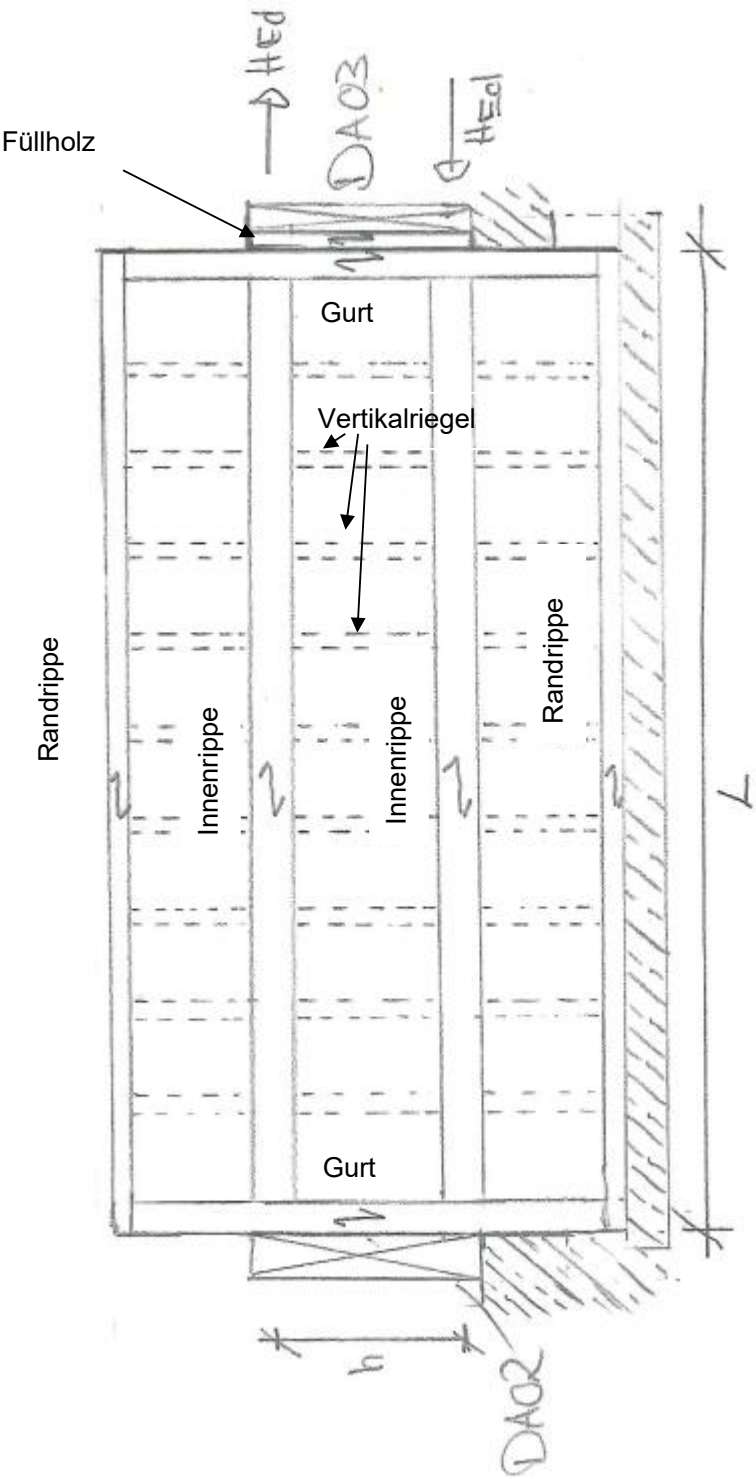 HEd
DA03
HEd
Füllholz
Gurt
Vertikalriegel
Randrippe
Innenrippe
Innenrippe
Randrippe
L
Gurt
h
DA02